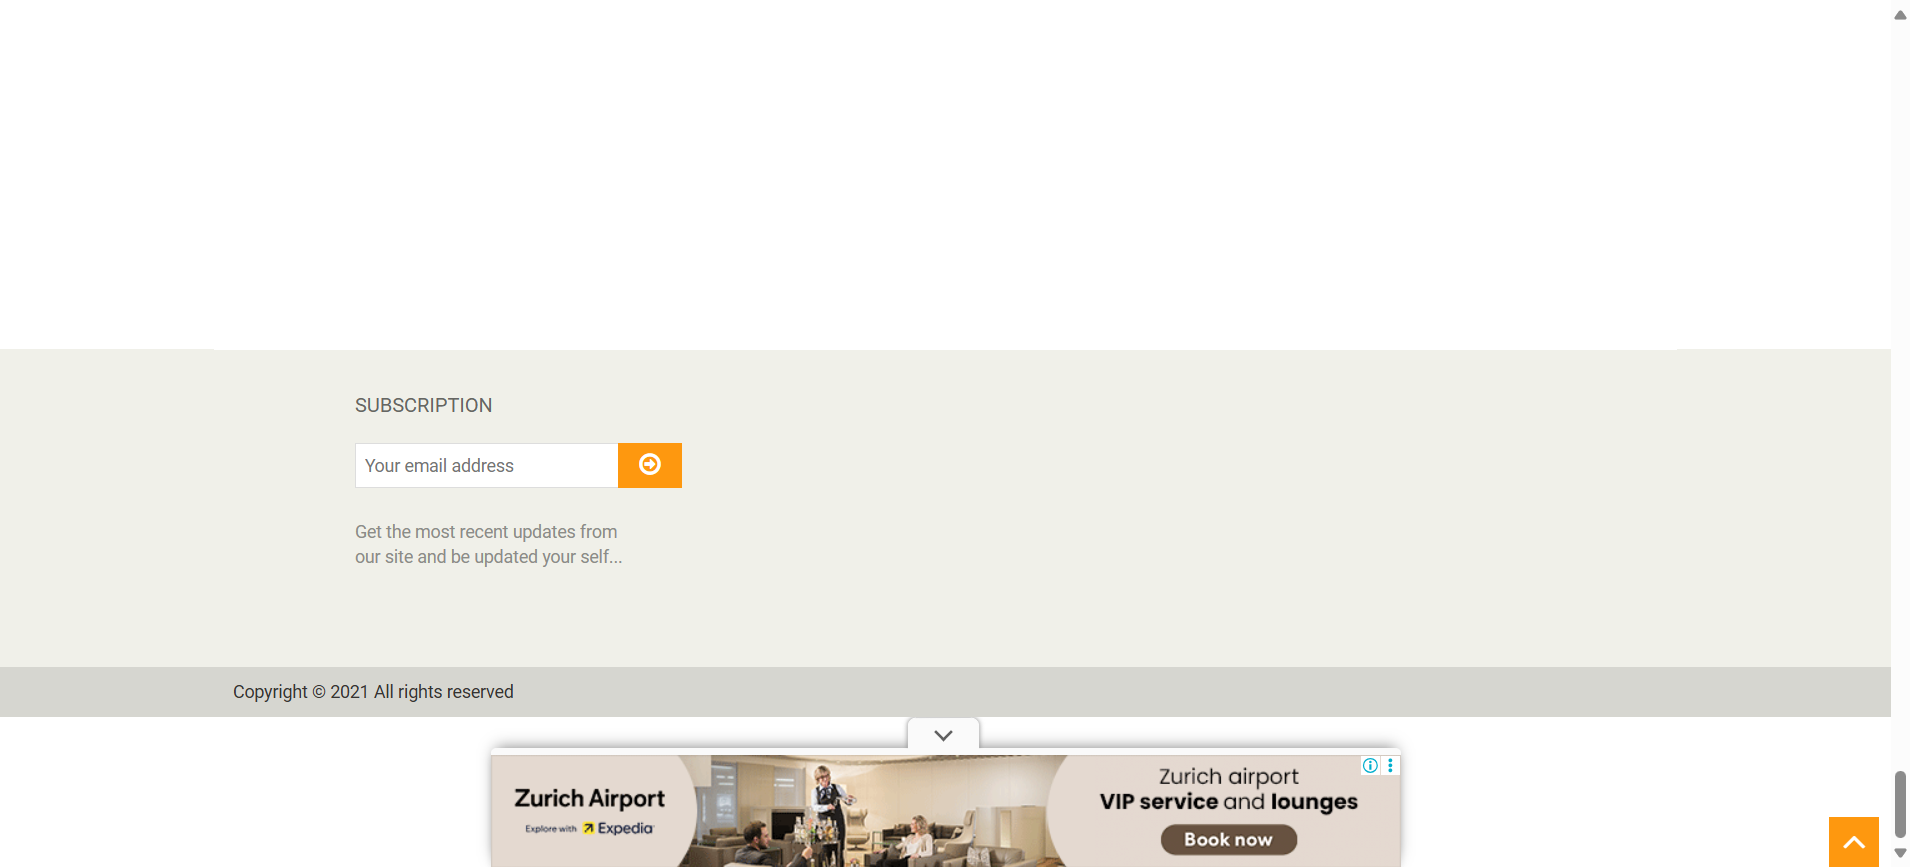 SUBSCRIPTION
Your email address
Get the most recent updates from
our site and be updated your self...
Copyright © 2021 All rights reserved
Zurich Airport
Explore with Expedia
Zurich airport
VIP service and lounges
Book now